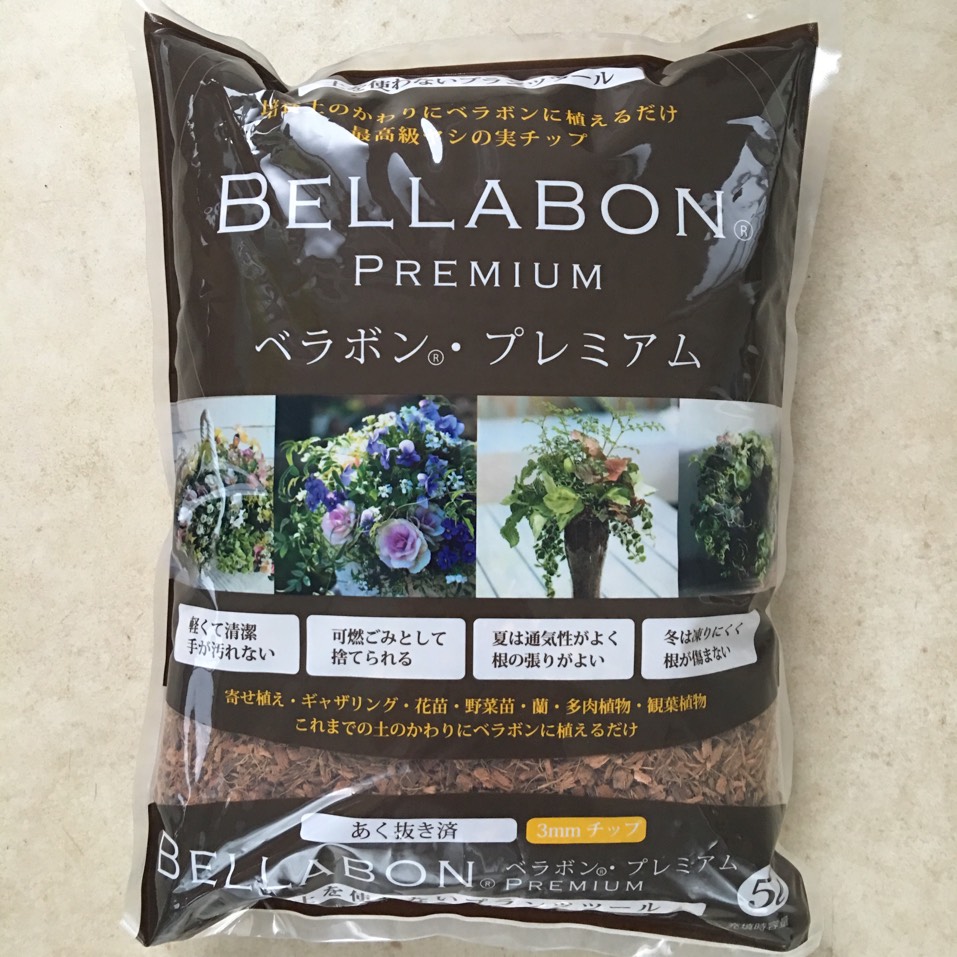 を使わないプランツツール
培養土のかわりにベラボンに植えるだけ
最高級ヤシの実チップ
BELLABON®
PREMIUM
ベラボン®・プレミアム
軽くて清潔
手が汚れない
可燃ごみとして
捨てられる
夏は通気性がよく
根の張りがよい
冬は凍りにくく
根が傷まない
寄せ植え・ギャザリング・花苗・野菜苗・蘭・多肉植物・観葉植物
これまでの土のかわりにベラボンに植えるだけ
あく抜き済
3mm チップ
BELLABON® ベラボン®・プレミアム
PREMIUM
5ℓ